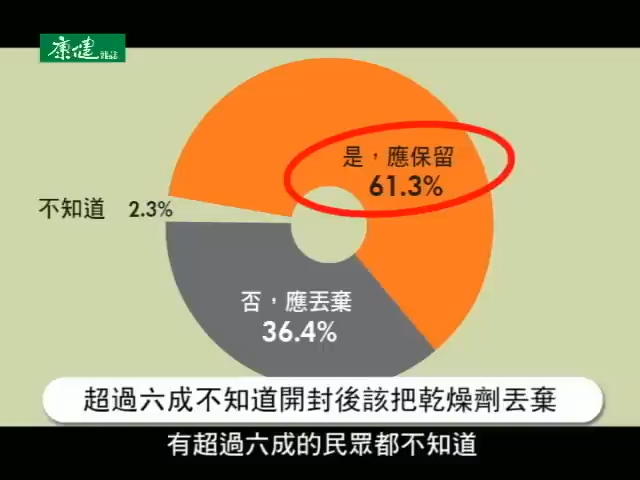 康健雜誌
是，應保留
61.3%
不知道 2.3%
否，應丟棄
36.4%
超過六成不知道開封後該把乾燥劑丟棄
有超過六成的民眾都不知道